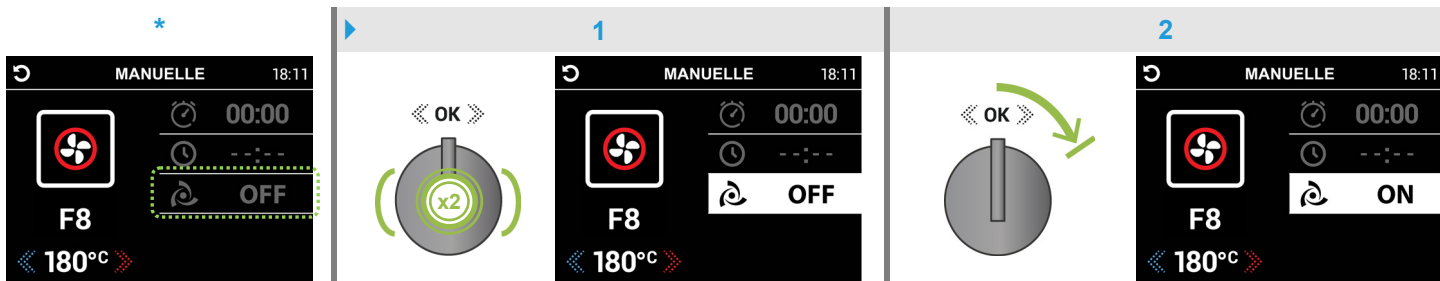 *
MANUELLE 18:11
00:00
--:--
OFF
F8
180°C
1
OK
x2
MANUELLE 18:11
00:00
--:--
OFF
F8
180°C
2
OK
MANUELLE 18:11
00:00
--:--
ON
F8
180°C